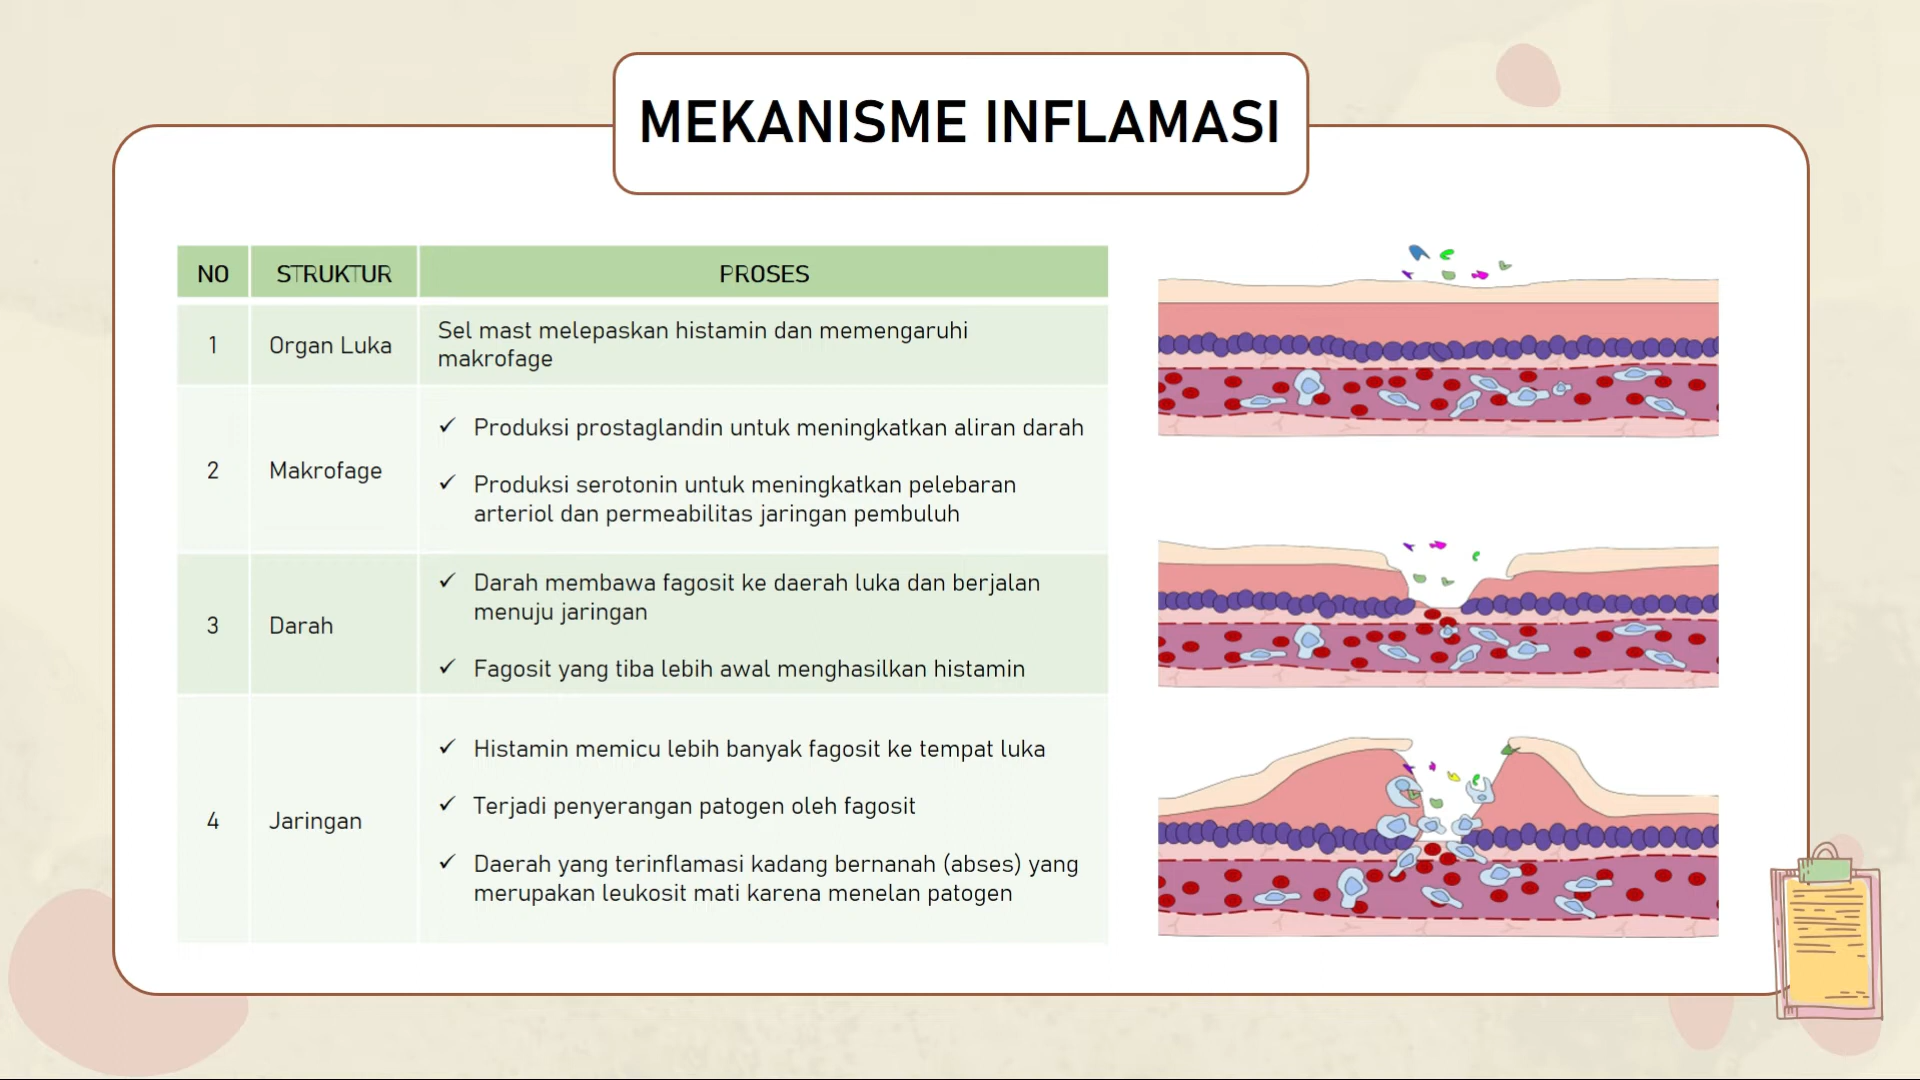 MEKANISME INFLAMASI
NO STRUKTUR PROSES
1 Organ Luka Sel mast melepaskan histamin dan memengaruhi
makrofage
2 Makrofage
✓ Produksi prostaglandin untuk meningkatkan aliran darah
✓ Produksi serotonin untuk meningkatkan pelebaran
arteriol dan permeabilitas jaringan pembuluh
3 Darah
✓ Darah membawa fagosit ke daerah luka dan berjalan
menuju jaringan
✓ Fagosit yang tiba lebih awal menghasilkan histamin
4 Jaringan
✓ Histamin memicu lebih banyak fagosit ke tempat luka
✓ Terjadi penyerangan patogen oleh fagosit
✓ Daerah yang terinflamasi kadang bernanah (abses) yang
merupakan leukosit mati karena menelan patogen